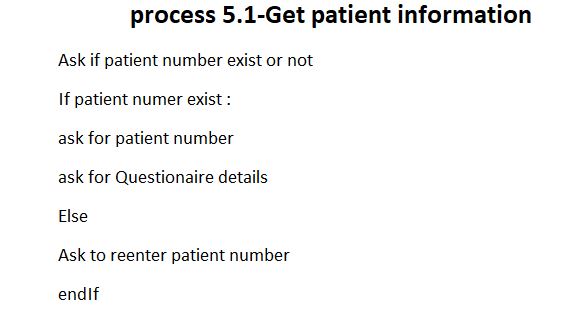 process 5.1-Get patient information
Ask if patient number exist or not
If patient numer exist :
ask for patient number
ask for Questionaire details
Else
Ask to reenter patient number
endIf